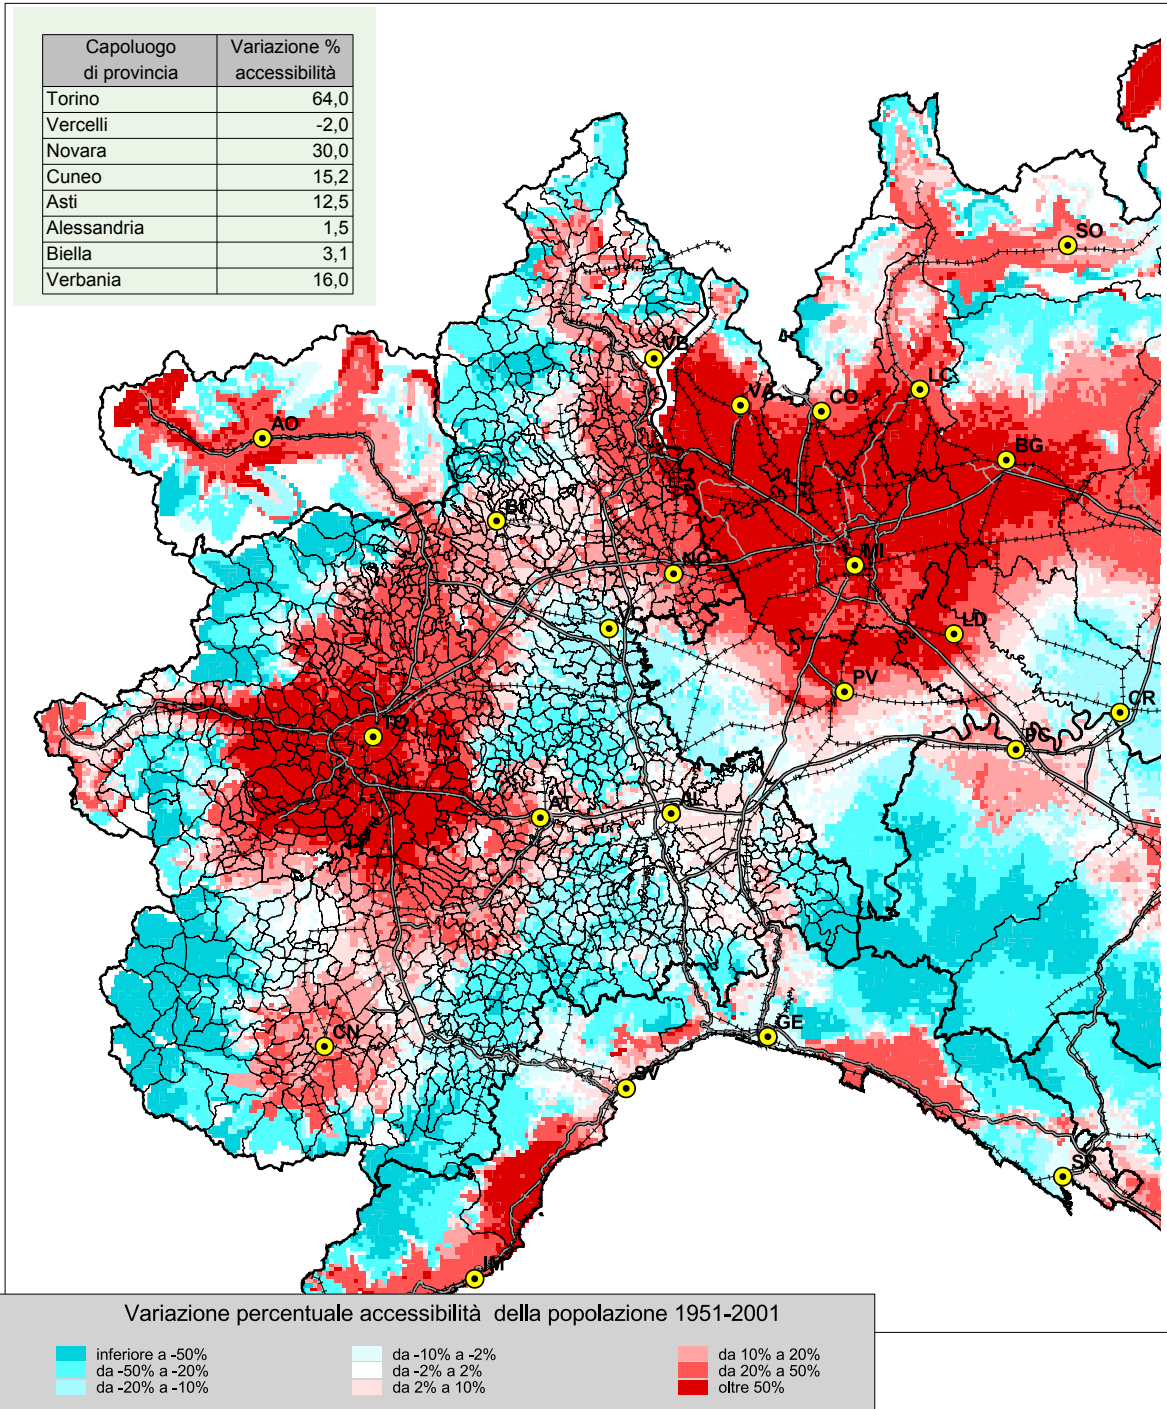 Capoluogo di provincia Variazione % accessibilità
Torino 64,0
Vercelli -2,0
Novara 30,0
Cuneo 15,2
Asti 12,5
Alessandria 1,5
Biella 3,1
Verbania 16,0
SO
VB
VA
CO
LC
AO
BG
BI
NO
MI
VC
LD
PV
CR
TO
PC
AT
AL
CN
GE
SV
SP
IM
Variazione percentuale accessibilità della popolazione 1951-2001
inferiore a -50%
da -50% a -20%
da -20% a -10%
da -10% a -2%
da -2% a 2%
da 2% a 10%
da 10% a 20%
da 20% a 50%
oltre 50%